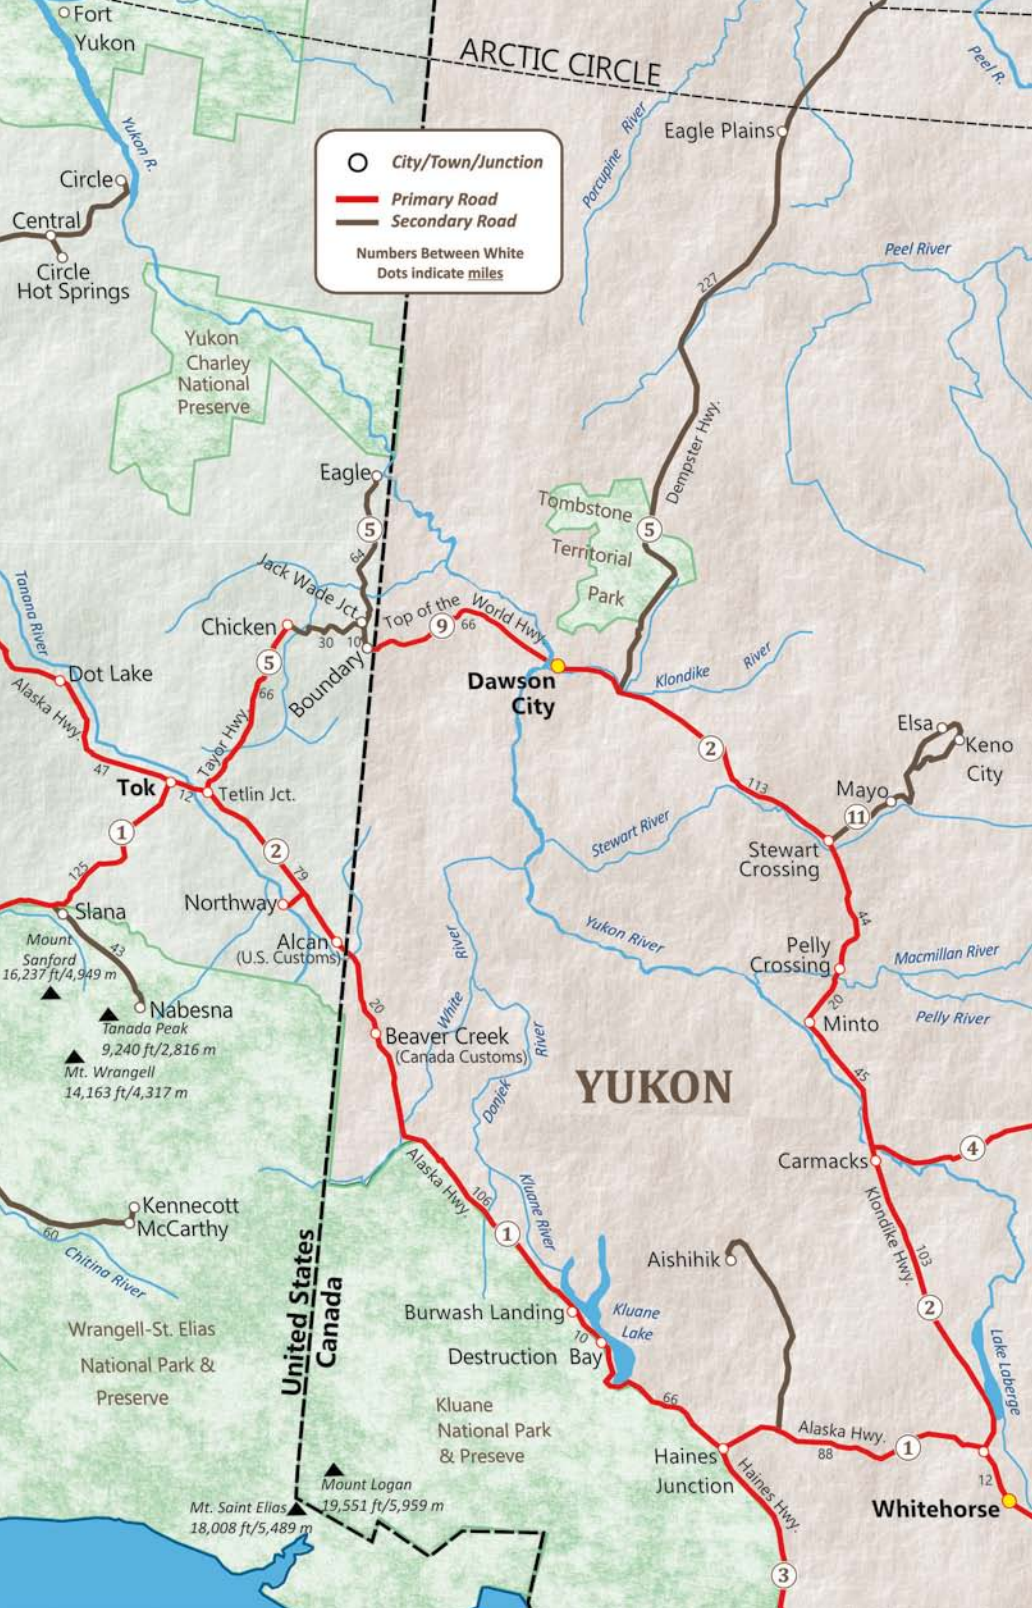 Fort
Yukon
ARCTIC CIRCLE
Peel R.
Yukon R.
Porcupine River
Eagle Plains
Circle
Central
Circle
Hot Springs
City/Town/Junction
Primary Road
Secondary Road
Numbers Between White
Dots indicate miles
Peel River
227
Yukon
Charley
National
Preserve
Dempster Hwy.
Eagle
Tombstone
Territorial
Park
5
5
64
Tanana River
Jack Wade Jct.
Chicken
30
10
Boundary
Top of the World Hwy.
9
66
Dawson
City
Klondike River
Dot Lake
Alaska Hwy.
5
66
Tayor Hwy.
47
Tok
12
Tetlin Jct.
2
113
Elsa
Keno
City
Mayo
11
Stewart River
Stewart
Crossing
1
125
2
79
Slana
Northway
Alcan
(U.S. Customs)
43
Mount
Sanford
16,237 ft/4,949 m
Nabesna
Tanada Peak
9,240 ft/2,816 m
Mt. Wrangell
14,163 ft/4,317 m
44
Yukon River
Pelly
Crossing
Macmillan River
Pelly River
20
Minto
White River
20
Beaver Creek
(Canada Customs)
Donjek River
YUKON
45
Carmacks
4
Alaska Hwy.
106
1
Kluane River
Kennecott
McCarthy
60
Chitina River
Klondike Hwy.
103
2
Aishihik
United States
Canada
Burwash Landing
10
Destruction Bay
Kluane
Lake
Lake Laberge
Wrangell-St. Elias
National Park &
Preserve
Kluane
National Park
& Preseve
66
Haines
Junction
Alaska Hwy.
88
1
12
Whitehorse
Haines Hwy.
3
Mount Logan
19,551 ft/5,959 m
Mt. Saint Elias
18,008 ft/5,489 m